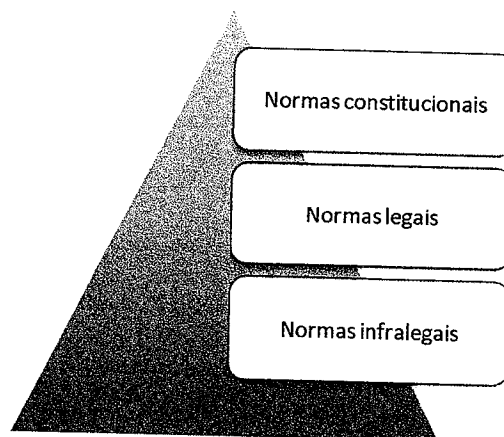 Normas constitucionais
Normas legais
Normas infralegais